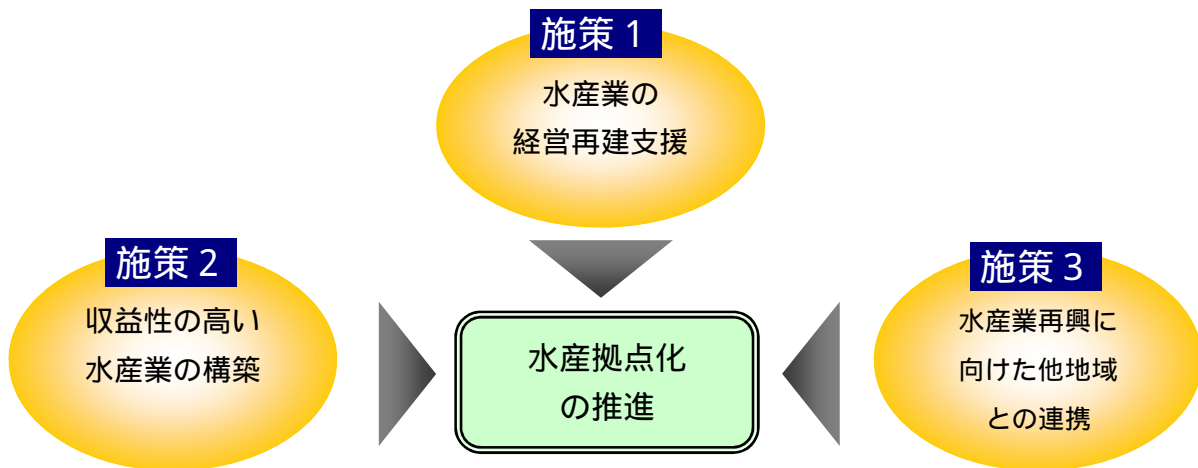 施策 1
水産業の
経営再建支援
施策 2
収益性の高い
水産業の構築
施策 3
水産業再興に
向けた他地域
との連携
水産拠点化
の推進